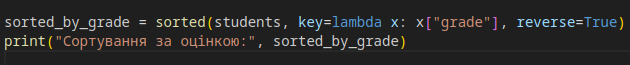 sorted_by_grade = sorted(students, key=lambda x: x["grade"], reverse=True)
print("Сортування за оцінкою:", sorted_by_grade)